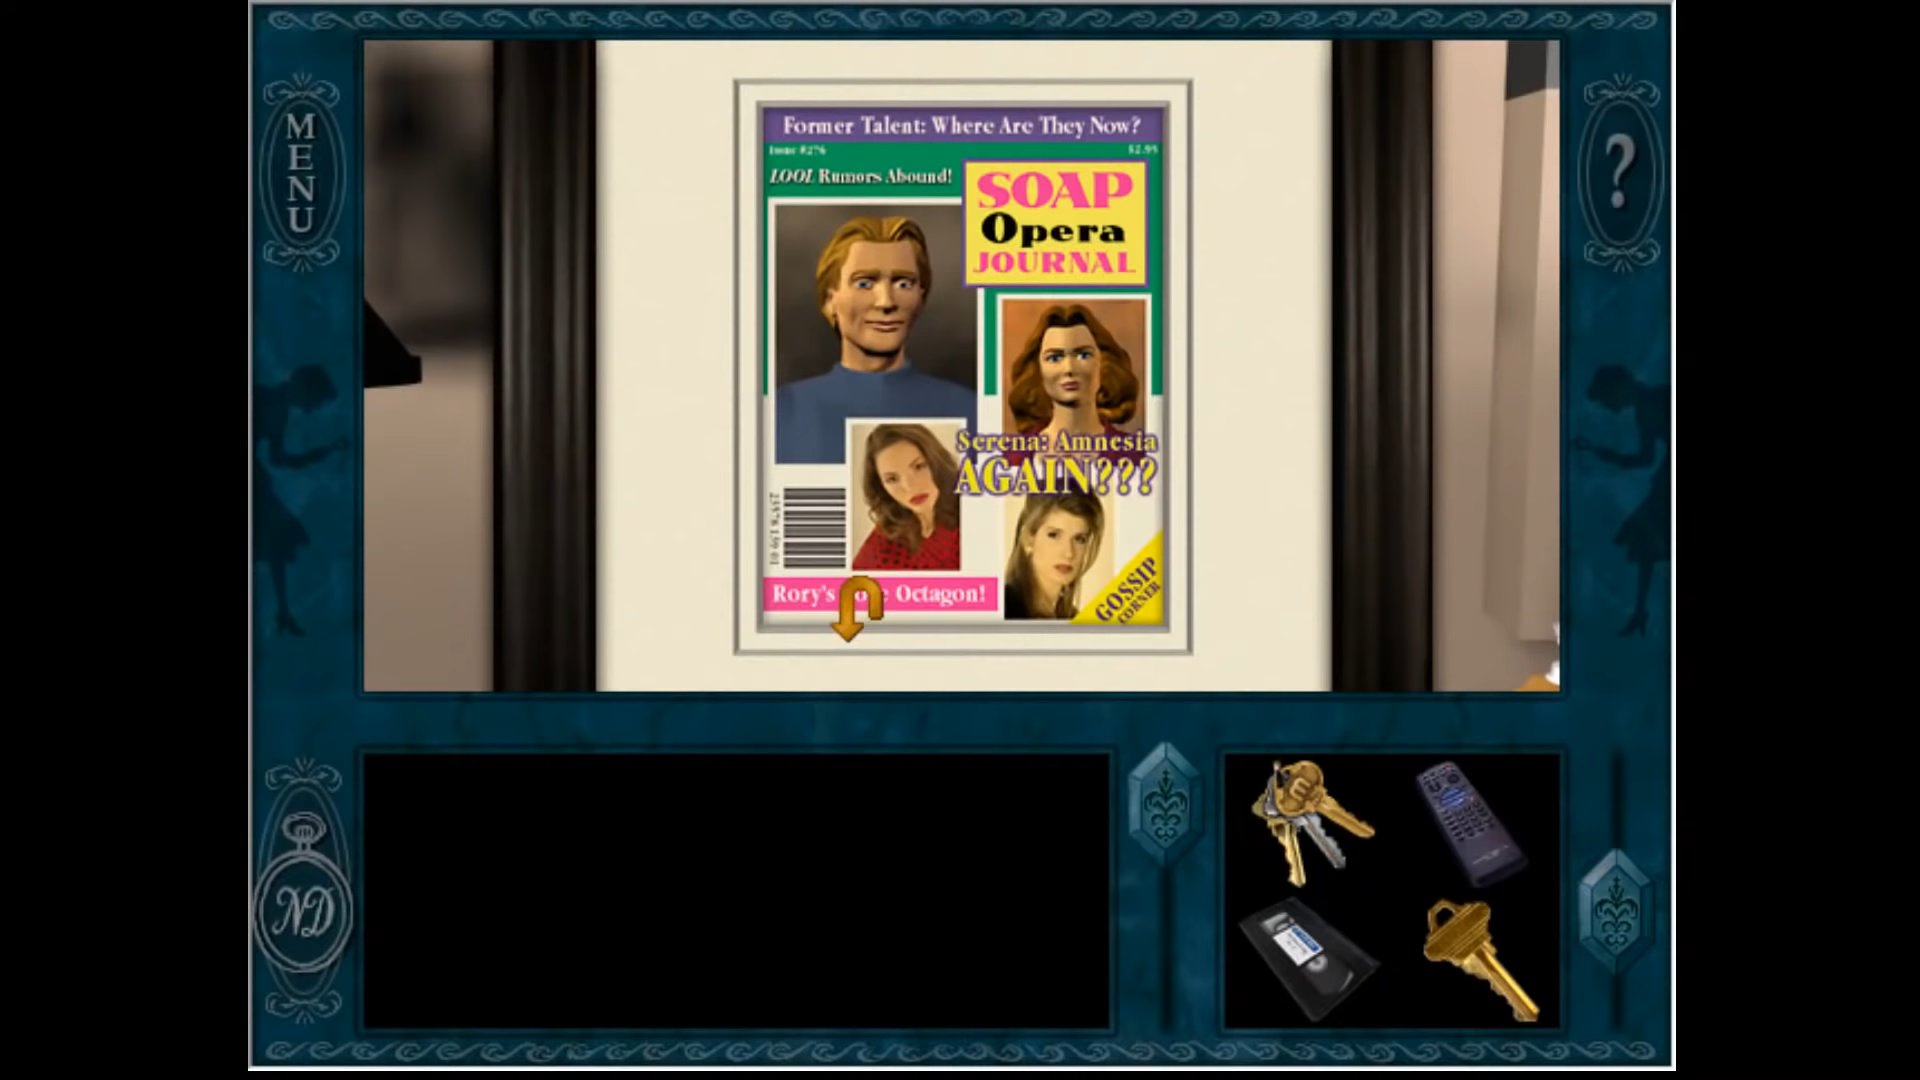 MENU
?
Former Talent: Where Are They Now?
Issue #276
$2.95
LOOL Rumors Abound!
SOAP
Opera
JOURNAL
Serena: Amnesia
AGAIN???
Rory's Octagon!
GOSSIP
CORNER
ND
E